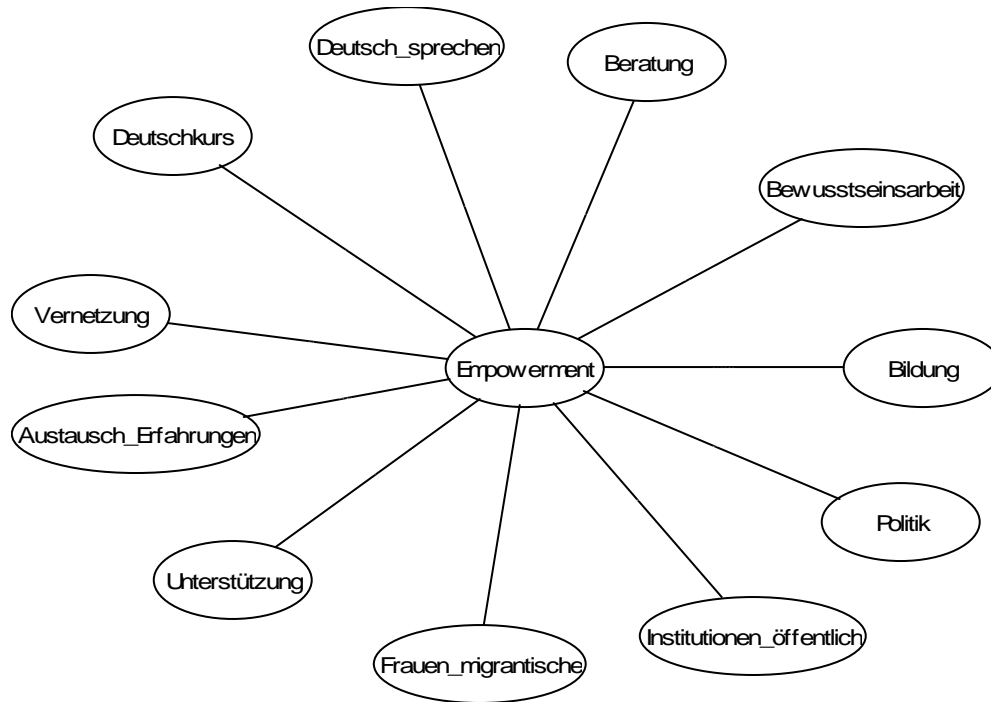 Deutsch_sprechen
Beratung
Deutschkurs
Bewusstseinsarbeit
Vernetzung
Empowerment
Bildung
Austausch_Erfahrungen
Politik
Unterstützung
Institutionen_öffentlich
Frauen_migrantische